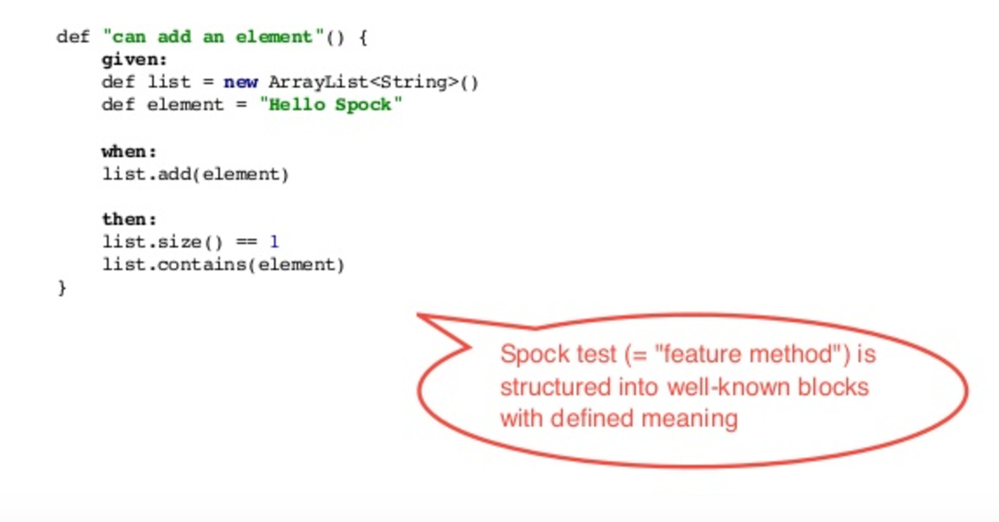 def "can add an element"() {
given:
def list = new ArrayList<String>()
def element = "Hello Spock"
when:
list.add(element)
then:
list.size() == 1
list.contains(element)
}
Spock test (= "feature method") is
structured into well-known blocks
with defined meaning